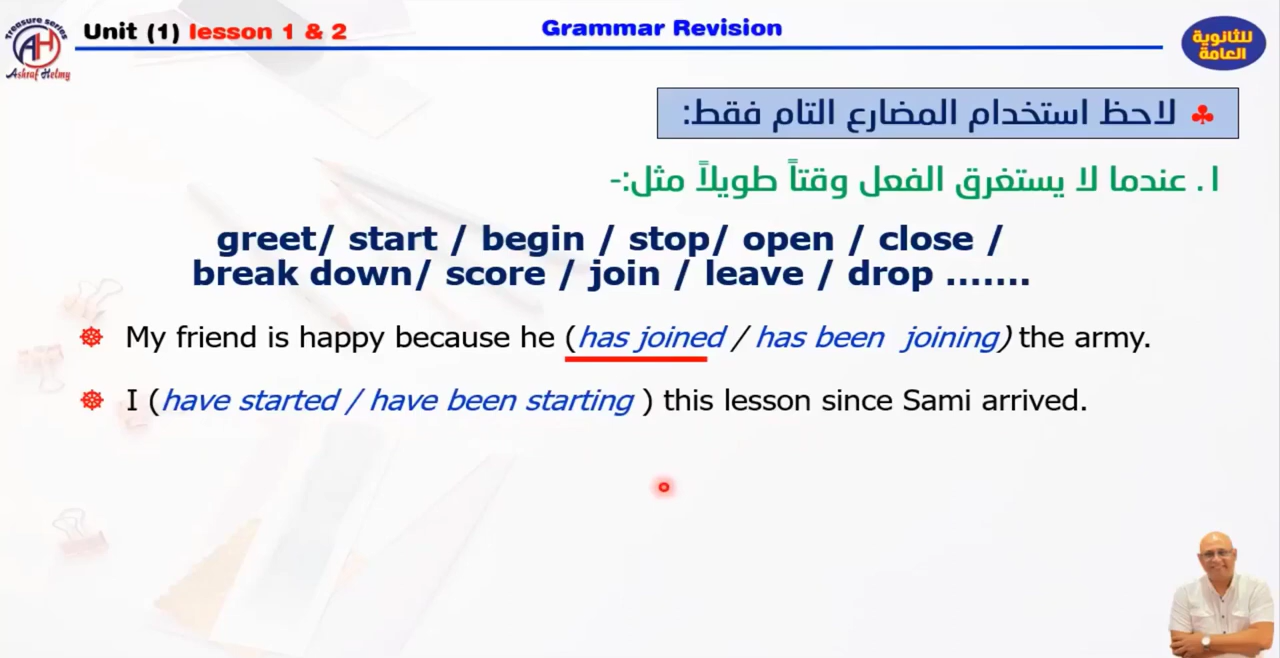 Treasure series
AH
Ashraf Helmy
Unit (1) lesson 1 & 2
Grammar Revision
للثانوية
العامة
♣ لاحظ استخدام المضارع التام فقط:
١. عندما لا يستغرق الفعل وقتاً طويلاً مثل:-
greet/ start / begin / stop/ open / close /
break down/ score / join / leave / drop .......
My friend is happy because he (has joined / has been joining) the army.
I (have started / have been starting ) this lesson since Sami arrived.